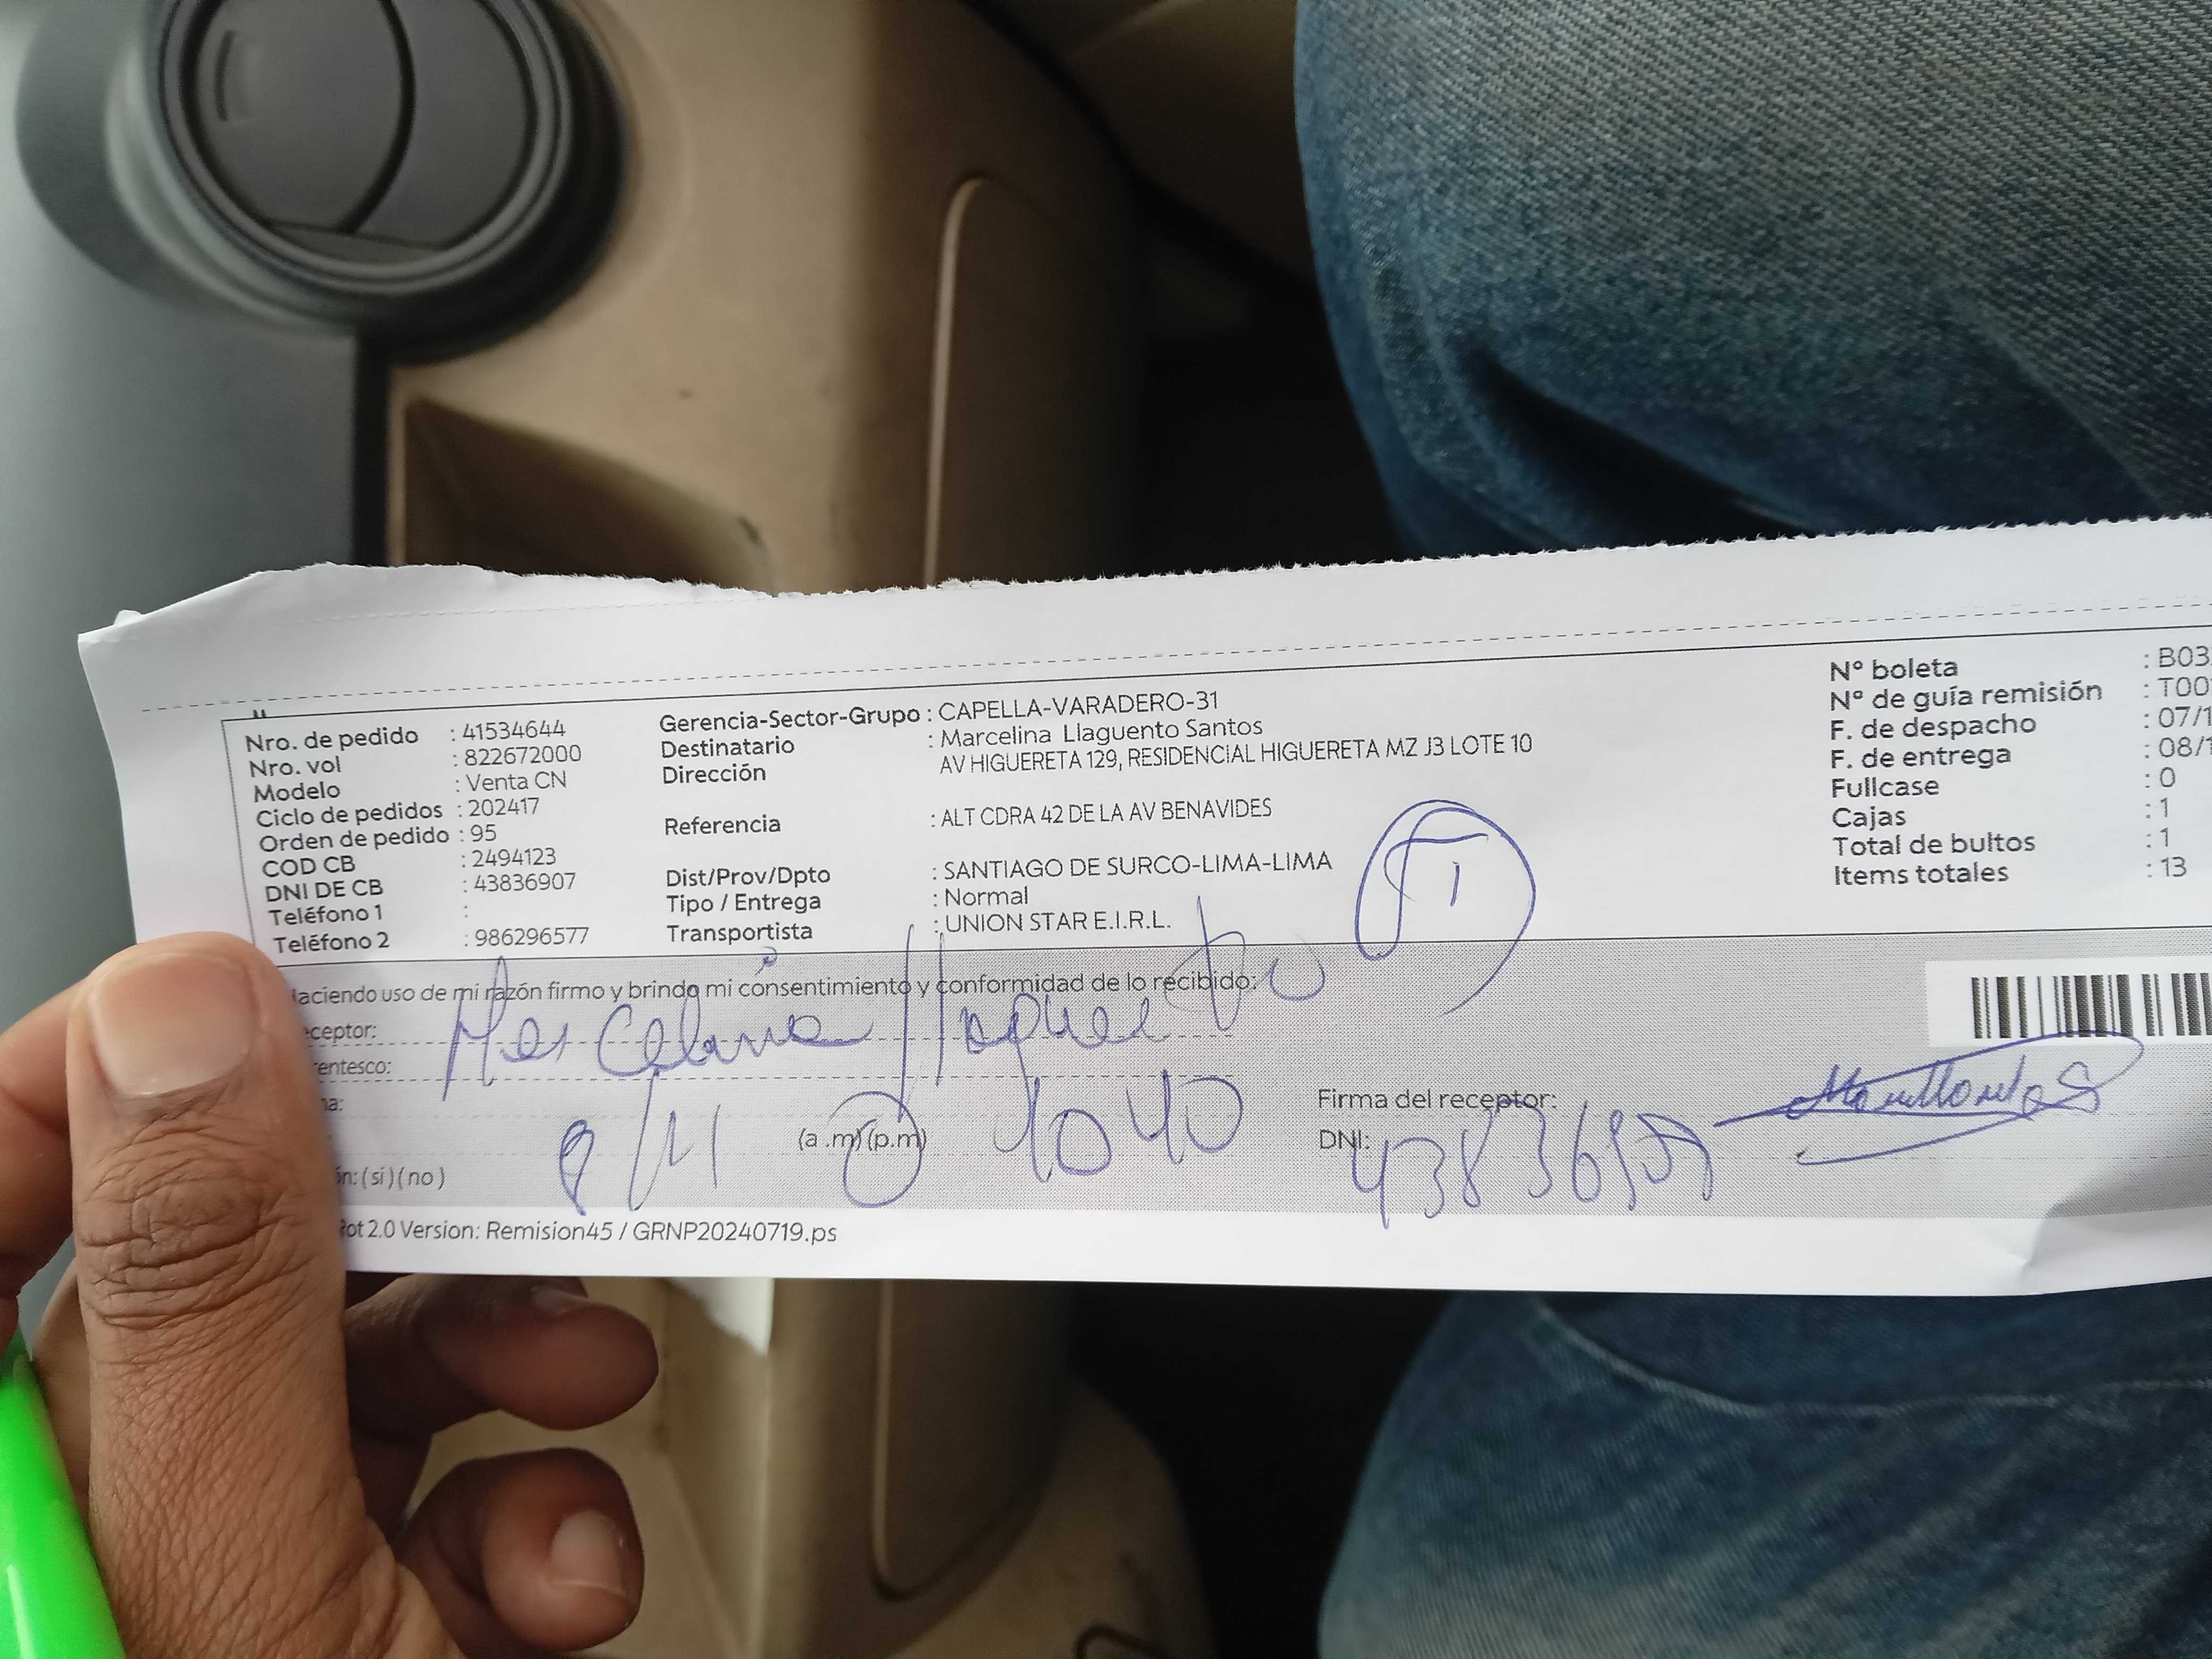 Nro. de pedido : 41534644
Nro. vol : 822672000
Modelo : Venta CN
Ciclo de pedidos : 202417
Orden de pedido : 95
COD CB : 2494123
DNI DE CB : 43836907
Teléfono 1 :
Teléfono 2 : 986296577
Gerencia-Sector-Grupo : CAPELLA-VARADERO-31
Destinatario : Marcelina Llaguento Santos
Dirección AV HIGUERETA 129, RESIDENCIAL HIGUERETA MZ J3 LOTE 10
Referencia : ALT CDRA 42 DE LA AV BENAVIDES
Dist/Prov/Dpto : SANTIAGO DE SURCO-LIMA-LIMA
Tipo / Entrega : Normal
Transportista : UNION STAR E.I.R.L.
N° boleta : B03
N° de guía remisión : T00
F. de despacho : 07/1
F. de entrega : 08/1
Fullcase : 0
Cajas : 1
Total de bultos : 1
Items totales : 13
Haciendo uso de mi razón firmo y brindo mi consentimiento y conformidad de lo recibido:
eceptor: Marcelina Llaguento
entesco:
na: 8/11
(a .m) (p.m) 1040
ón: (si) (no)
Firma del receptor:
DNI: 43836907
Rot 2.0 Version: Remision45 / GRNP20240719.ps